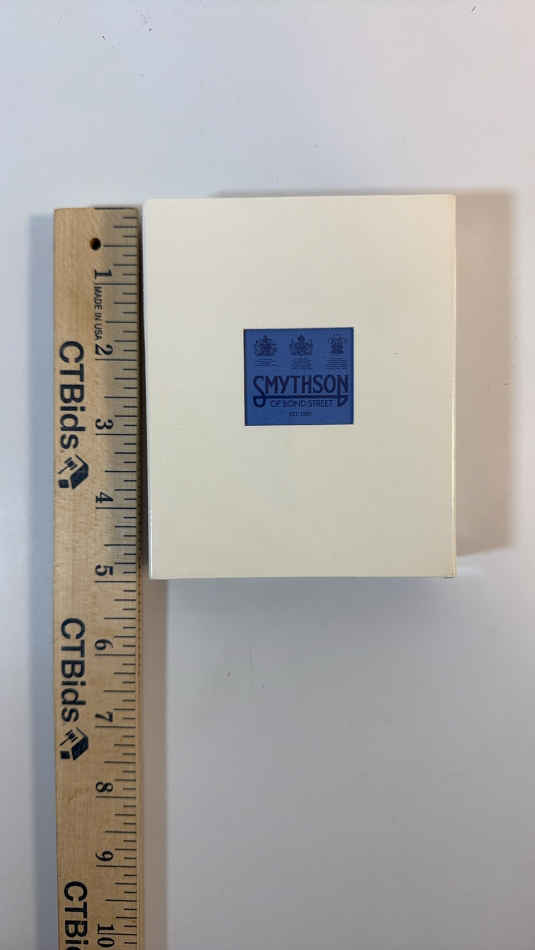 1
MADE IN USA
2
CTBids
3
4
5
6
CTBids
7
8
9
CTBids
10
SMYTHSON
OF BOND STREET